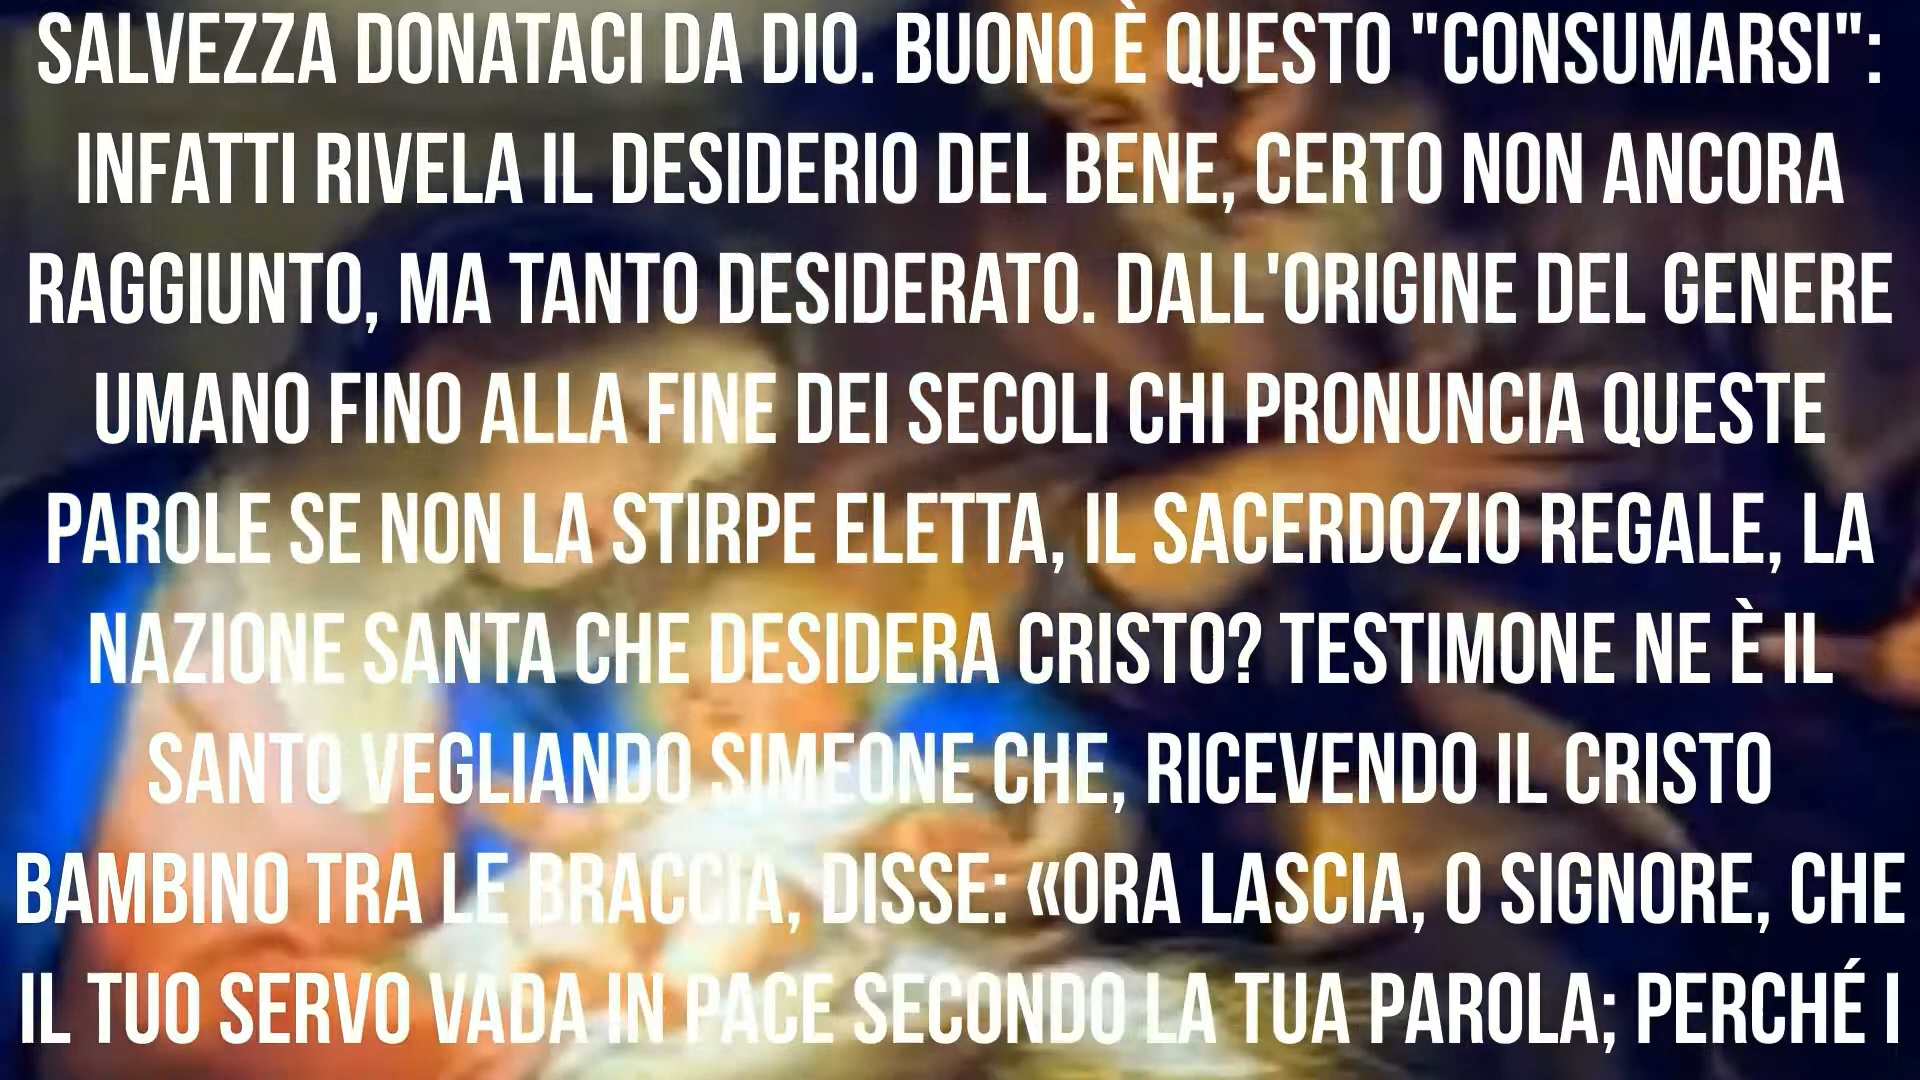 SALVEZZA DONATACI DA DIO. BUONO È QUESTO "CONSUMARSI":
INFATTI RIVELA IL DESIDERIO DEL BENE, CERTO NON ANCORA
RAGGIUNTO, MA TANTO DESIDERATO. DALL'ORIGINE DEL GENERE
UMANO FINO ALLA FINE DEI SECOLI CHI PRONUNCIA QUESTE
PAROLE SE NON LA STIRPE ELETTA, IL SACERDOZIO REGALE, LA
NAZIONE SANTA CHE DESIDERA CRISTO? TESTIMONE NE È IL
SANTO VEGLIANDO SIMEONE CHE, RICEVENDO IL CRISTO
BAMBINO TRA LE BRACCIA, DISSE: «ORA LASCIA, O SIGNORE, CHE
IL TUO SERVO VADA IN PACE SECONDO LA TUA PAROLA; PERCHÉ I